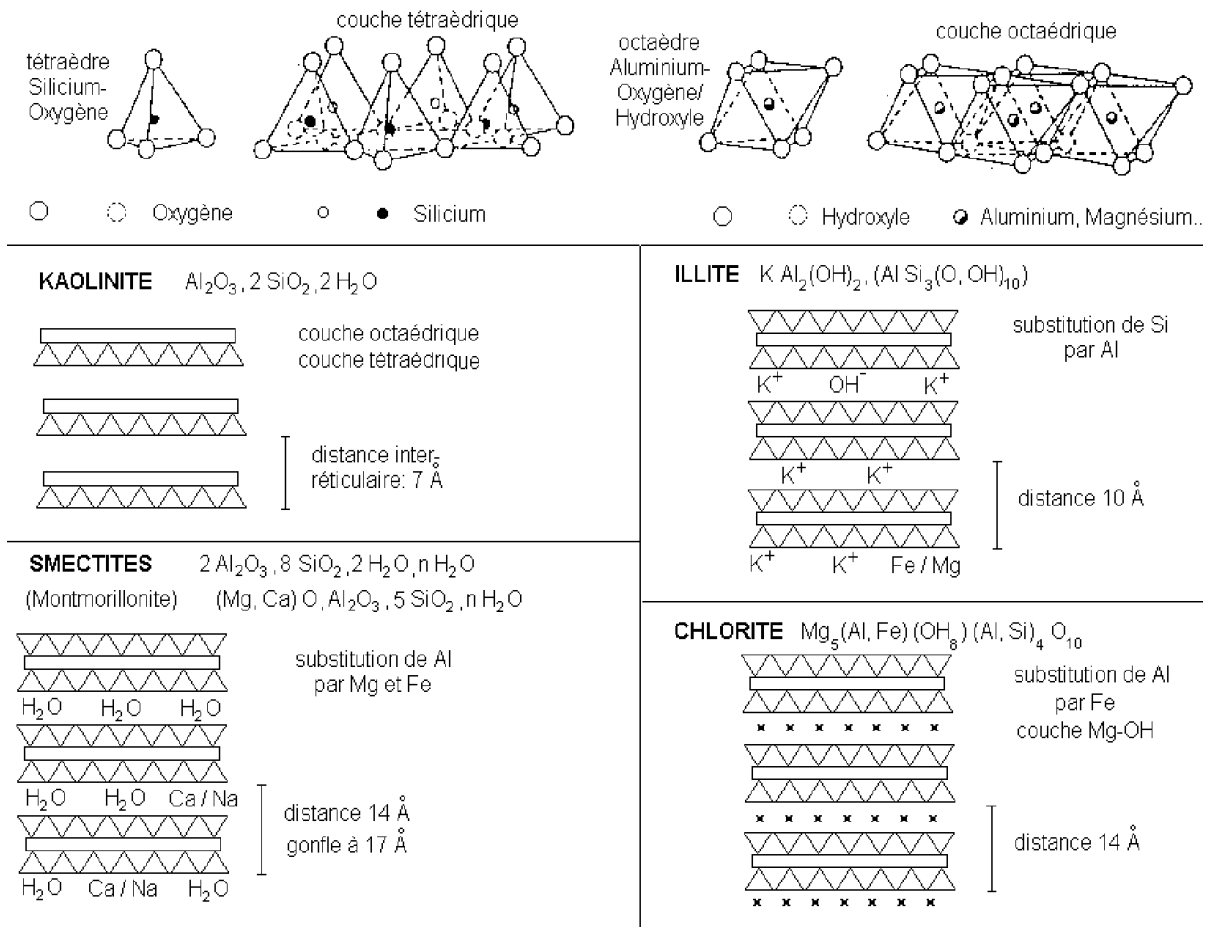 couche tétraèdrique
tétraèdre
Silicium-
Oxygène
octaèdre
Aluminium-
Oxygène/
Hydroxyle
couche octaédrique
Oxygène
Silicium
Hydroxyle
Aluminium, Magnésium..
KAOLINITE Al₂O₃, 2 SiO₂, 2 H₂O
couche octaédrique
couche tétraédrique
distance inter-
réticulaire: 7 Å
ILLITE K Al₂(OH)₂, (Al Si₃(O, OH)₁₀)
substitution de Si
par Al
K⁺ OH⁻ K⁺
K⁺ K⁺
distance 10 Å
K⁺ K⁺ Fe / Mg
SMECTITES 2 Al₂O₃, 8 SiO₂, 2 H₂O, n H₂O
(Montmorillonite) (Mg, Ca) O, Al₂O₃, 5 SiO₂, n H₂O
substitution de Al
par Mg et Fe
H₂O H₂O H₂O
H₂O H₂O Ca / Na
distance 14 Å
gonfle à 17 Å
H₂O Ca / Na H₂O
CHLORITE Mg₅(Al, Fe) (OH₈) (Al, Si)₄ O₁₀
substitution de Al
par Fe
couche Mg-OH
distance 14 Å